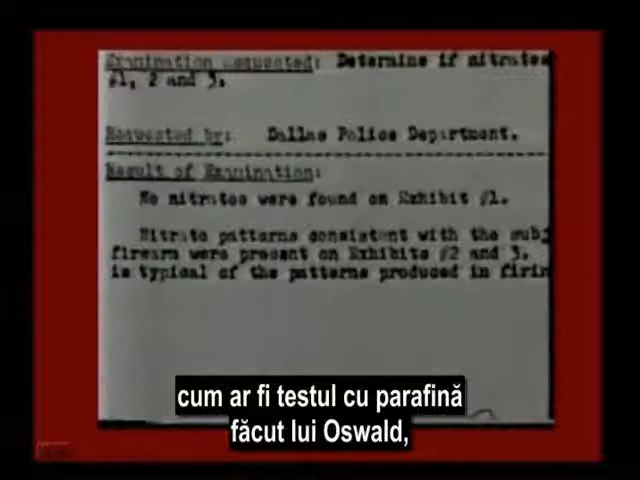 Examination Requested: Determine if nitrates
#1, 2 and 3.
Requested by: Dallas Police Department.
Result of Examination:
No nitrates were found on Exhibit #1.
Nitrate patterns consistent with the subj
firearm were present on Exhibits #2 and 3.
is typical of the patterns produced in firin
cum ar fi testul cu parafină
făcut lui Oswald,